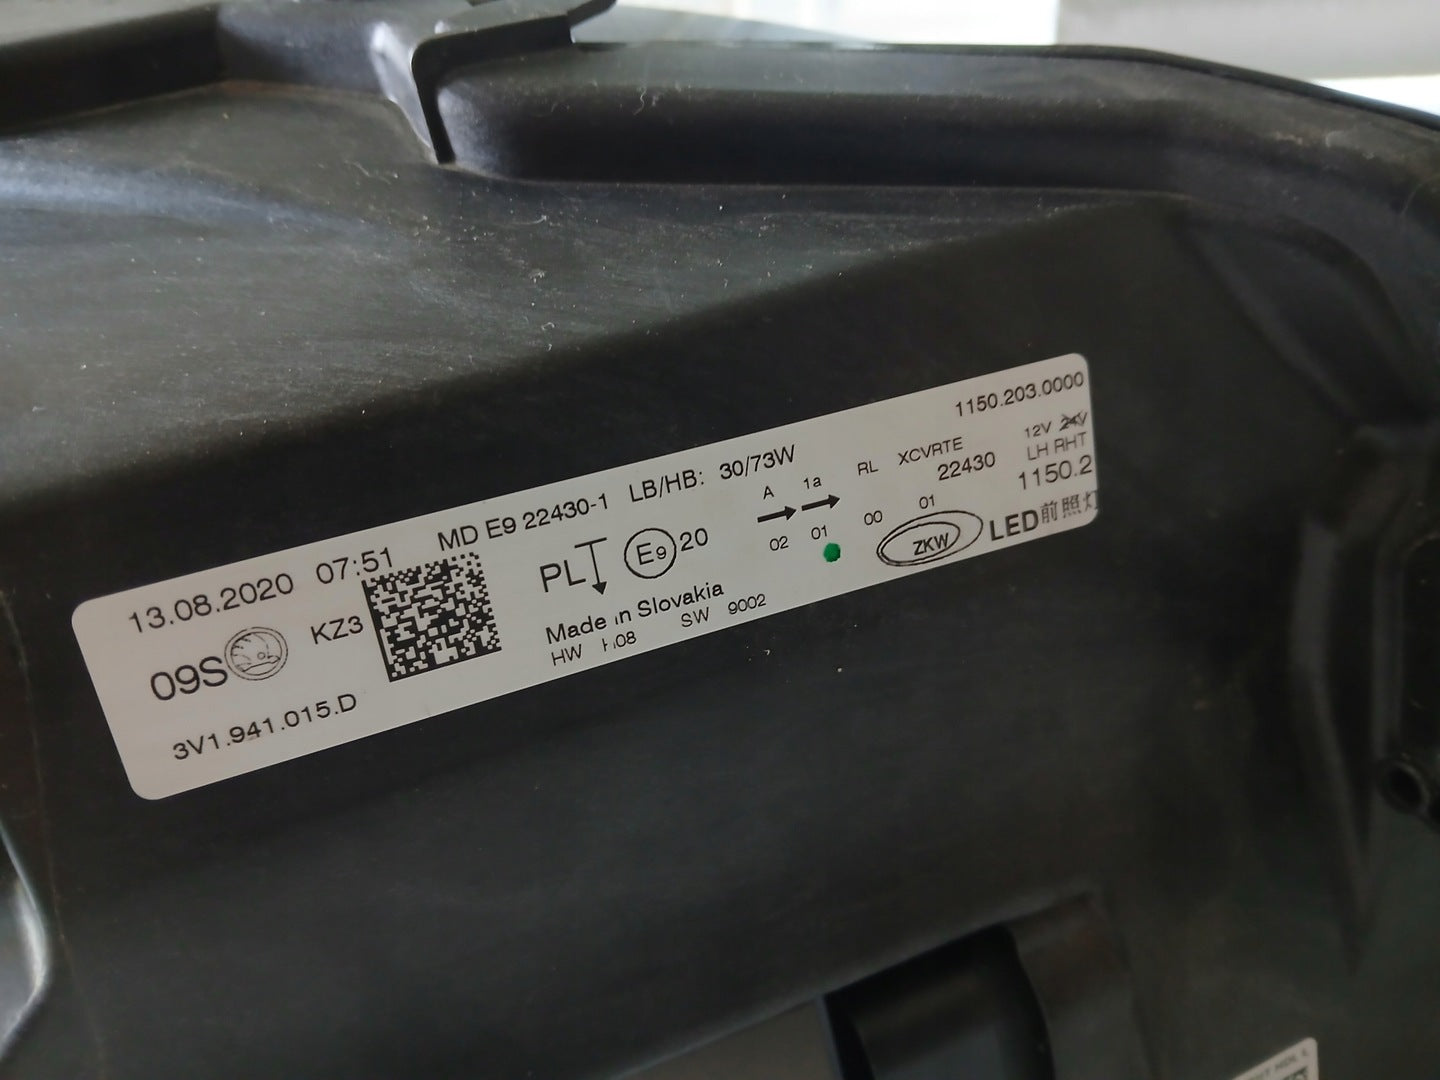 13.08.2020 07:51 MD E9 22430-1 LB/HB: 30/73W 1150.203.0000
09S KZ3 PL E9 20 A 1a RL XCVRTE 12V 24V
22430 LH RHT
02 01 00 01 1150.2
Made in Slovakia ZKW LED前照灯
HW H08 SW 9002
3V1.941.015.D